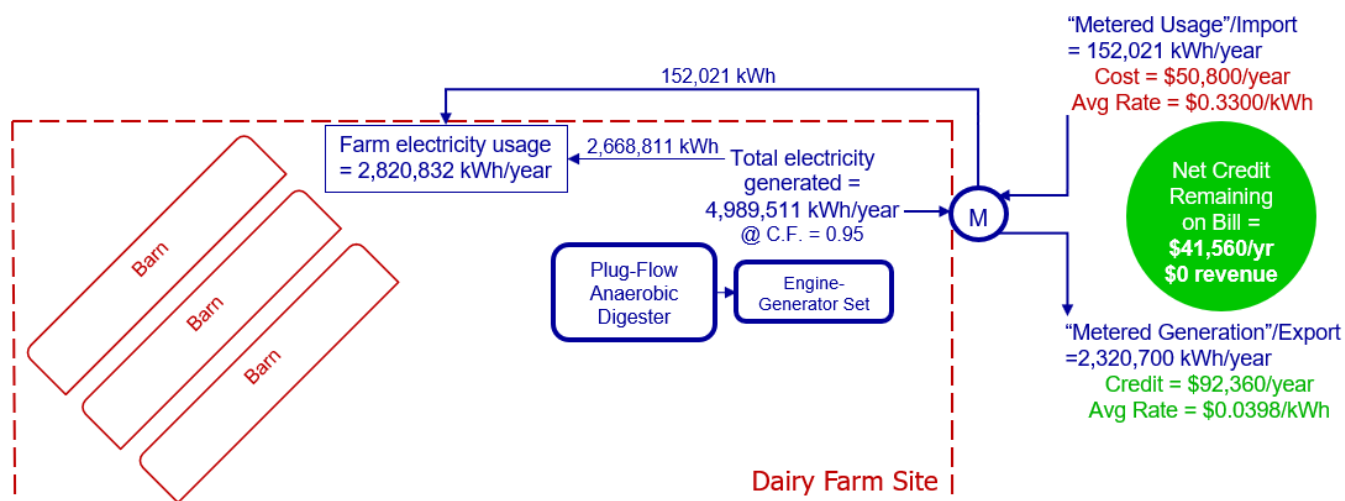 “Metered Usage”/Import
= 152,021 kWh/year
Cost = $50,800/year
Avg Rate = $0.3300/kWh
152,021 kWh
Farm electricity usage
= 2,820,832 kWh/year
2,668,811 kWh
Total electricity
generated =
4,989,511 kWh/year
@ C.F. = 0.95
M
Net Credit
Remaining
on Bill =
$41,560/yr
$0 revenue
Barn
Barn
Barn
Plug-Flow
Anaerobic
Digester
Engine-
Generator Set
“Metered Generation”/Export
=2,320,700 kWh/year
Credit = $92,360/year
Avg Rate = $0.0398/kWh
Dairy Farm Site